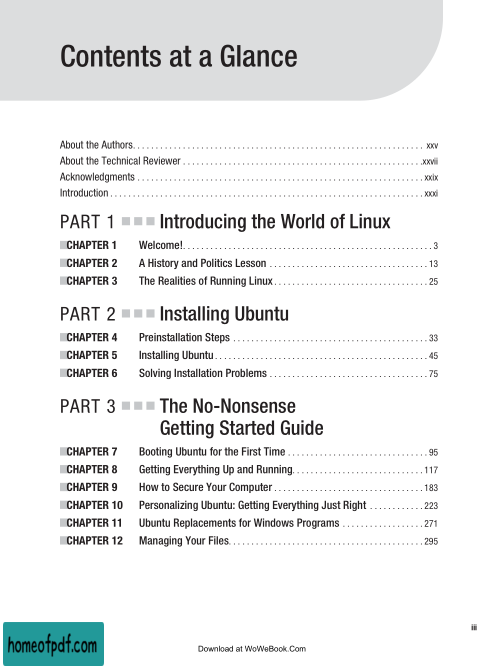 Contents at a Glance
About the Authors. . . . . . . . . . . . . . . . . . . . . . . . . . . . . . . . . . . . . . . . xxv
About the Technical Reviewer . . . . . . . . . . . . . . . . . . . . . . . . . . . . . . xxvii
Acknowledgments . . . . . . . . . . . . . . . . . . . . . . . . . . . . . . . . . . . . . . . . xxix
Introduction . . . . . . . . . . . . . . . . . . . . . . . . . . . . . . . . . . . . . . . . xxxi
PART 1 ■ ■ ■ Introducing the World of Linux
■CHAPTER 1 Welcome!. . . . . . . . . . . . . . . . . . . . . . . . . . . . . . 3
■CHAPTER 2 A History and Politics Lesson . . . . . . . . . . . . . . . . . . . . 13
■CHAPTER 3 The Realities of Running Linux . . . . . . . . . . . . . . . . . . . . 25
PART 2 ■ ■ ■ Installing Ubuntu
■CHAPTER 4 Preinstallation Steps . . . . . . . . . . . . . . . . . . . . 33
■CHAPTER 5 Installing Ubuntu . . . . . . . . . . . . . . . . . . . . 45
■CHAPTER 6 Solving Installation Problems . . . . . . . . . . . . . . . . . . . . 75
PART 3 ■ ■ ■ The No-Nonsense
Getting Started Guide
■CHAPTER 7 Booting Ubuntu for the First Time . . . . . . . . . . . . . . . . . . . . 95
■CHAPTER 8 Getting Everything Up and Running. . . . . . . . . . . . . . . . . . . . 117
■CHAPTER 9 How to Secure Your Computer . . . . . . . . . . . . . . . . . . . . 183
■CHAPTER 10 Personalizing Ubuntu: Getting Everything Just Right . . . . . . . . . . . . 223
■CHAPTER 11 Ubuntu Replacements for Windows Programs . . . . . . . . . . . . . . . . . . 271
■CHAPTER 12 Managing Your Files. . . . . . . . . . . . . . . . . . . . 295
iii
homeofpdf.com
Download at WoWeBook.Com